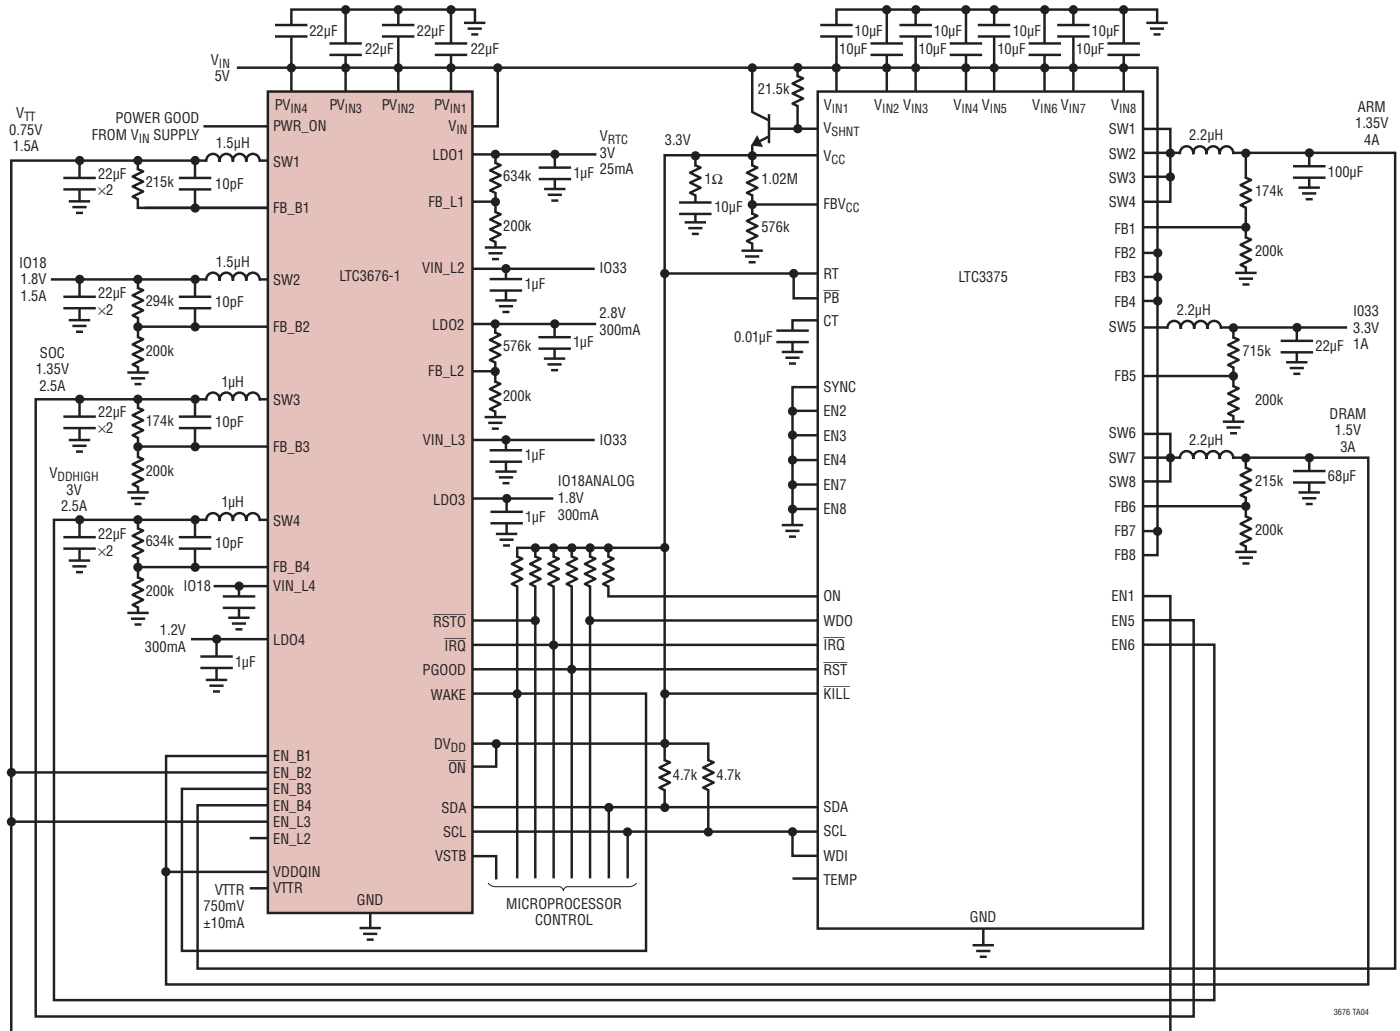 22µF
22µF
22µF
22µF
10µF
10µF
10µF
10µF
10µF
10µF
10µF
10µF
VIN
5V
21.5k
PVIN4
PVIN3
PVIN2
PVIN1
VIN
PWR_ON
POWER GOOD
FROM VIN SUPPLY
VTT
0.75V
1.5A
1.5µH
SW1
22µF
×2
215k
10pF
FB_B1
IO18
1.8V
1.5A
1.5µH
SW2
22µF
×2
294k
10pF
FB_B2
200k
SOC
1.35V
2.5A
1µH
SW3
22µF
×2
174k
10pF
FB_B3
200k
VDDHIGH
3V
2.5A
1µH
SW4
22µF
×2
634k
10pF
FB_B4
200k
IO18
VIN_L4
1.2V
300mA
LDO4
1µF
EN_B1
EN_B2
EN_B3
EN_B4
EN_L3
EN_L2
VDDQIN
VTTR
VTTR
750mV
±10mA
GND
LTC3676-1
LDO1
VRTC
3V
25mA
634k
1µF
FB_L1
200k
VIN_L2
IO33
1µF
LDO2
2.8V
300mA
576k
1µF
FB_L2
200k
VIN_L3
IO33
1µF
LDO3
IO18ANALOG
1.8V
300mA
1µF
RSTO
IRQ
PGOOD
WAKE
DVDD
ON
SDA
SCL
VSTB
MICROPROCESSOR
CONTROL
4.7k
4.7k
3.3V
1Ω
10µF
1.02M
576k
0.01µF
VIN1
VIN2
VIN3
VIN4
VIN5
VIN6
VIN7
VIN8
VSHNT
VCC
FBVCC
RT
PB
CT
SYNC
EN2
EN3
EN4
EN7
EN8
ON
WDO
IRQ
RST
KILL
SDA
SCL
WDI
TEMP
GND
LTC3375
SW1
SW2
SW3
SW4
FB1
FB2
FB3
FB4
SW5
FB5
SW6
SW7
SW8
FB6
FB7
FB8
EN1
EN5
EN6
ARM
1.35V
4A
2.2µH
100µF
174k
200k
2.2µH
I033
3.3V
1A
715k
22µF
200k
DRAM
1.5V
3A
2.2µH
215k
68µF
200k
3676 TA04